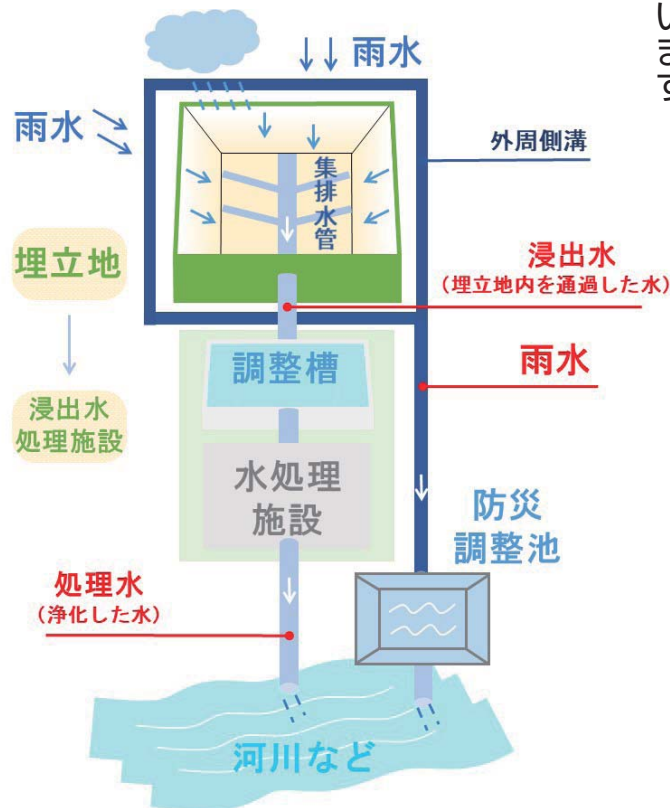 います
雨水
雨水
外周側溝
集排水管
埋立地
浸出水
(埋立地内を通過した水)
雨水
調整槽
浸出水
処理施設
水処理
施設
防災
調整池
処理水
(浄化した水)
河川など